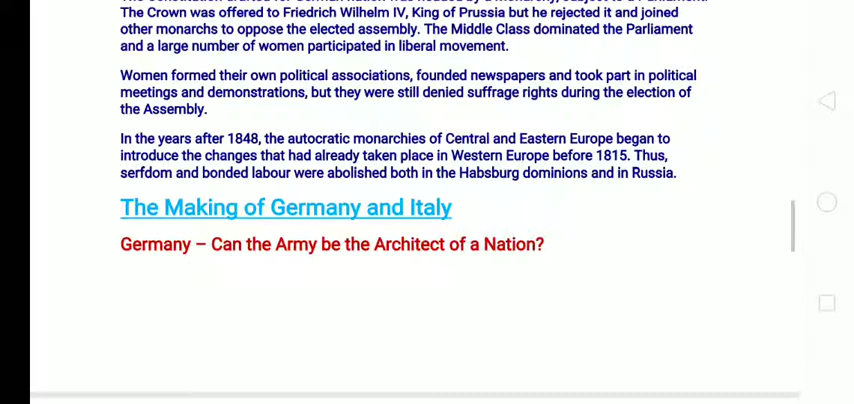 The Crown was offered to Friedrich Wilhelm IV, King of Prussia but he rejected it and joined
other monarchs to oppose the elected assembly. The Middle Class dominated the Parliament
and a large number of women participated in liberal movement.
Women formed their own political associations, founded newspapers and took part in political
meetings and demonstrations, but they were still denied suffrage rights during the election of
the Assembly.
In the years after 1848, the autocratic monarchies of Central and Eastern Europe began to
introduce the changes that had already taken place in Western Europe before 1815. Thus,
serfdom and bonded labour were abolished both in the Habsburg dominions and in Russia.
The Making of Germany and Italy
Germany – Can the Army be the Architect of a Nation?